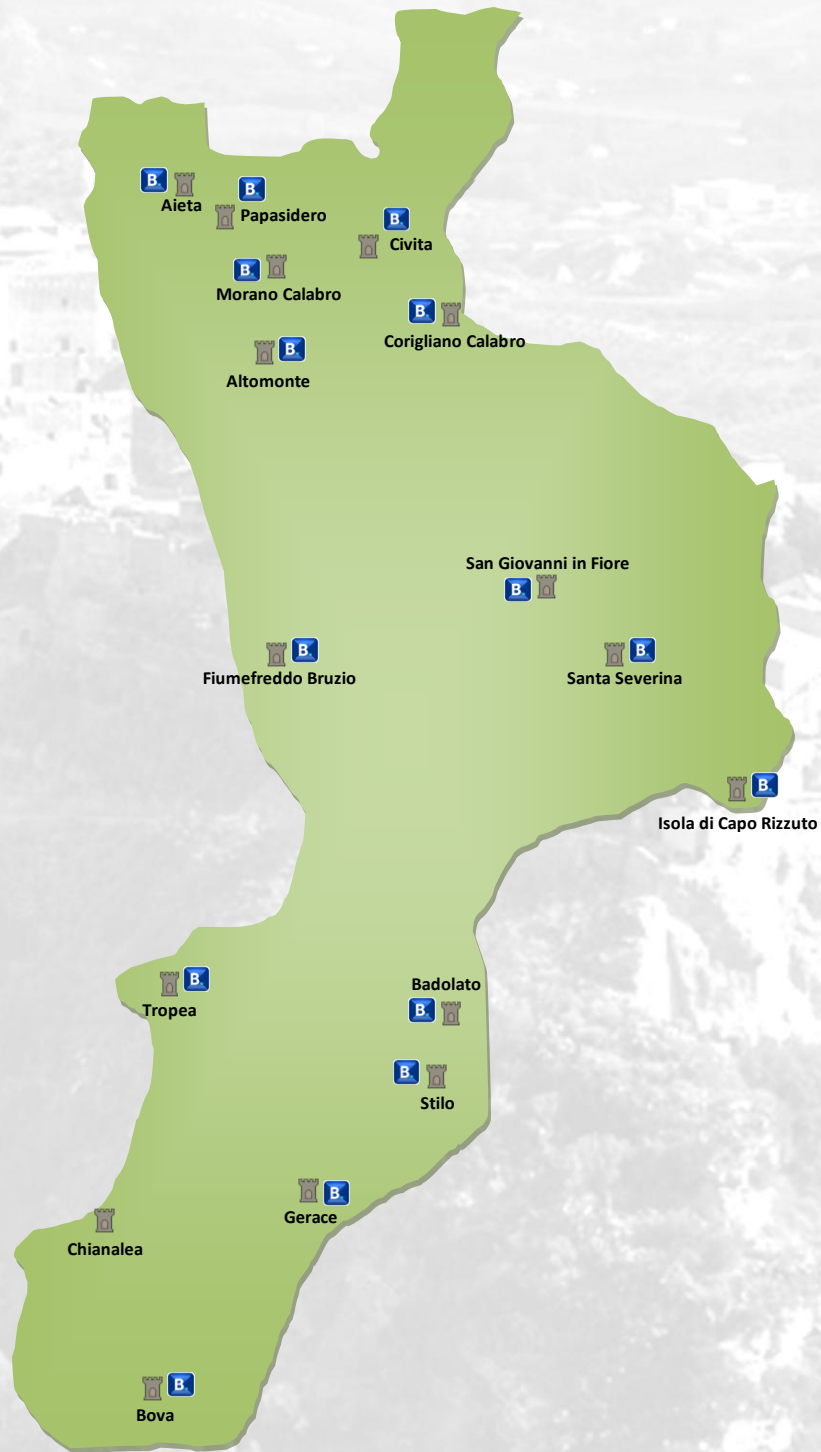 B.
Aieta
B.
Papasidero
B.
Civita
B.
Morano Calabro
B.
Corigliano Calabro
B.
Altomonte
San Giovanni in Fiore
B.
B.
Fiumefreddo Bruzio
B.
Santa Severina
B.
Isola di Capo Rizzuto
B.
Tropea
Badolato
B.
B.
Stilo
B.
Gerace
Chianalea
B.
Bova